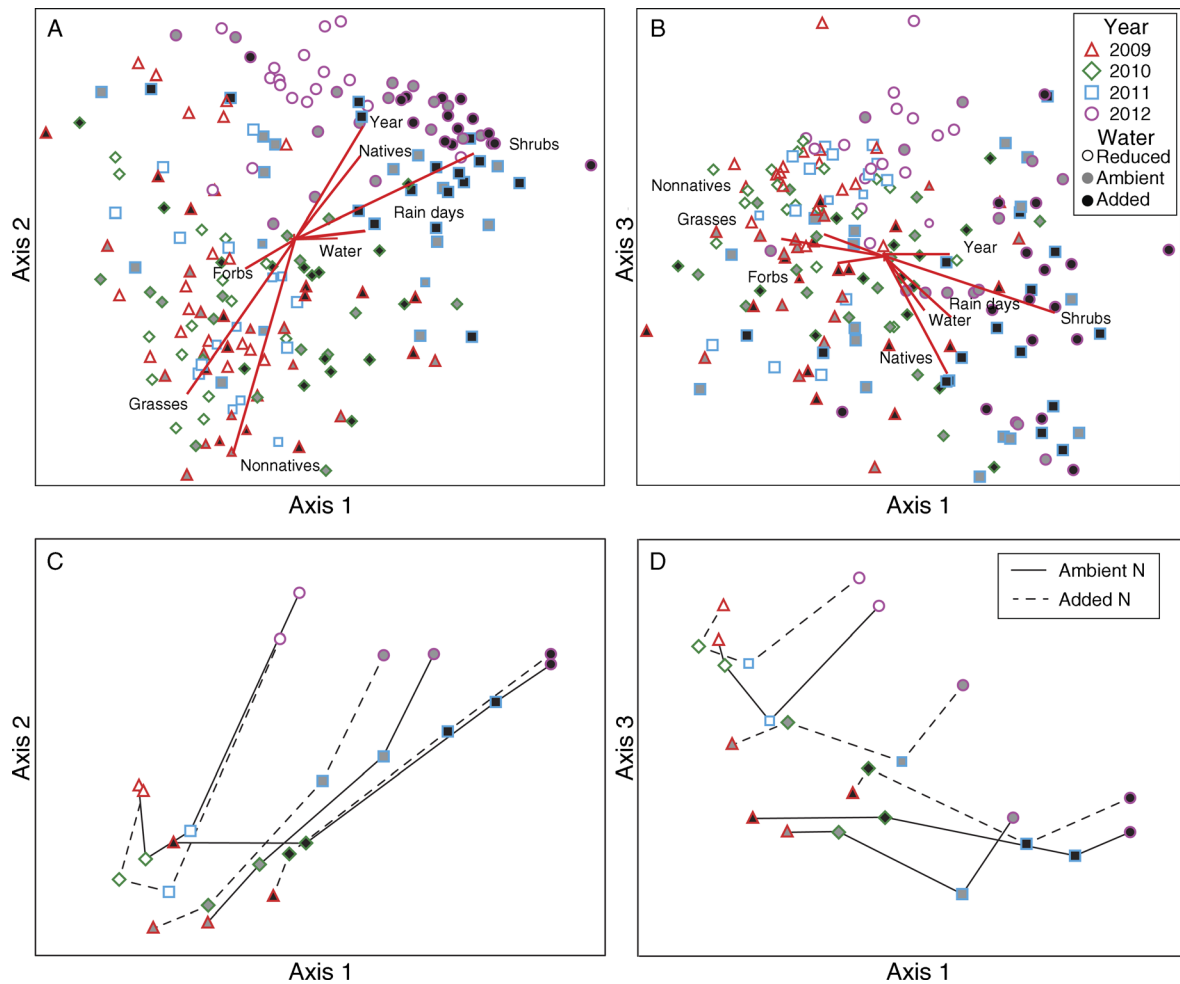 A
Year
Natives
Shrubs
Rain days
Water
Forbs
Grasses
Nonnatives
Axis 2
Axis 1
B
Year
2009
2010
2011
2012
Water
Reduced
Ambient
Added
Nonnatives
Grasses
Forbs
Year
Rain days
Water
Shrubs
Natives
Axis 3
Axis 1
C
Axis 2
Axis 1
D
Ambient N
Added N
Axis 3
Axis 1